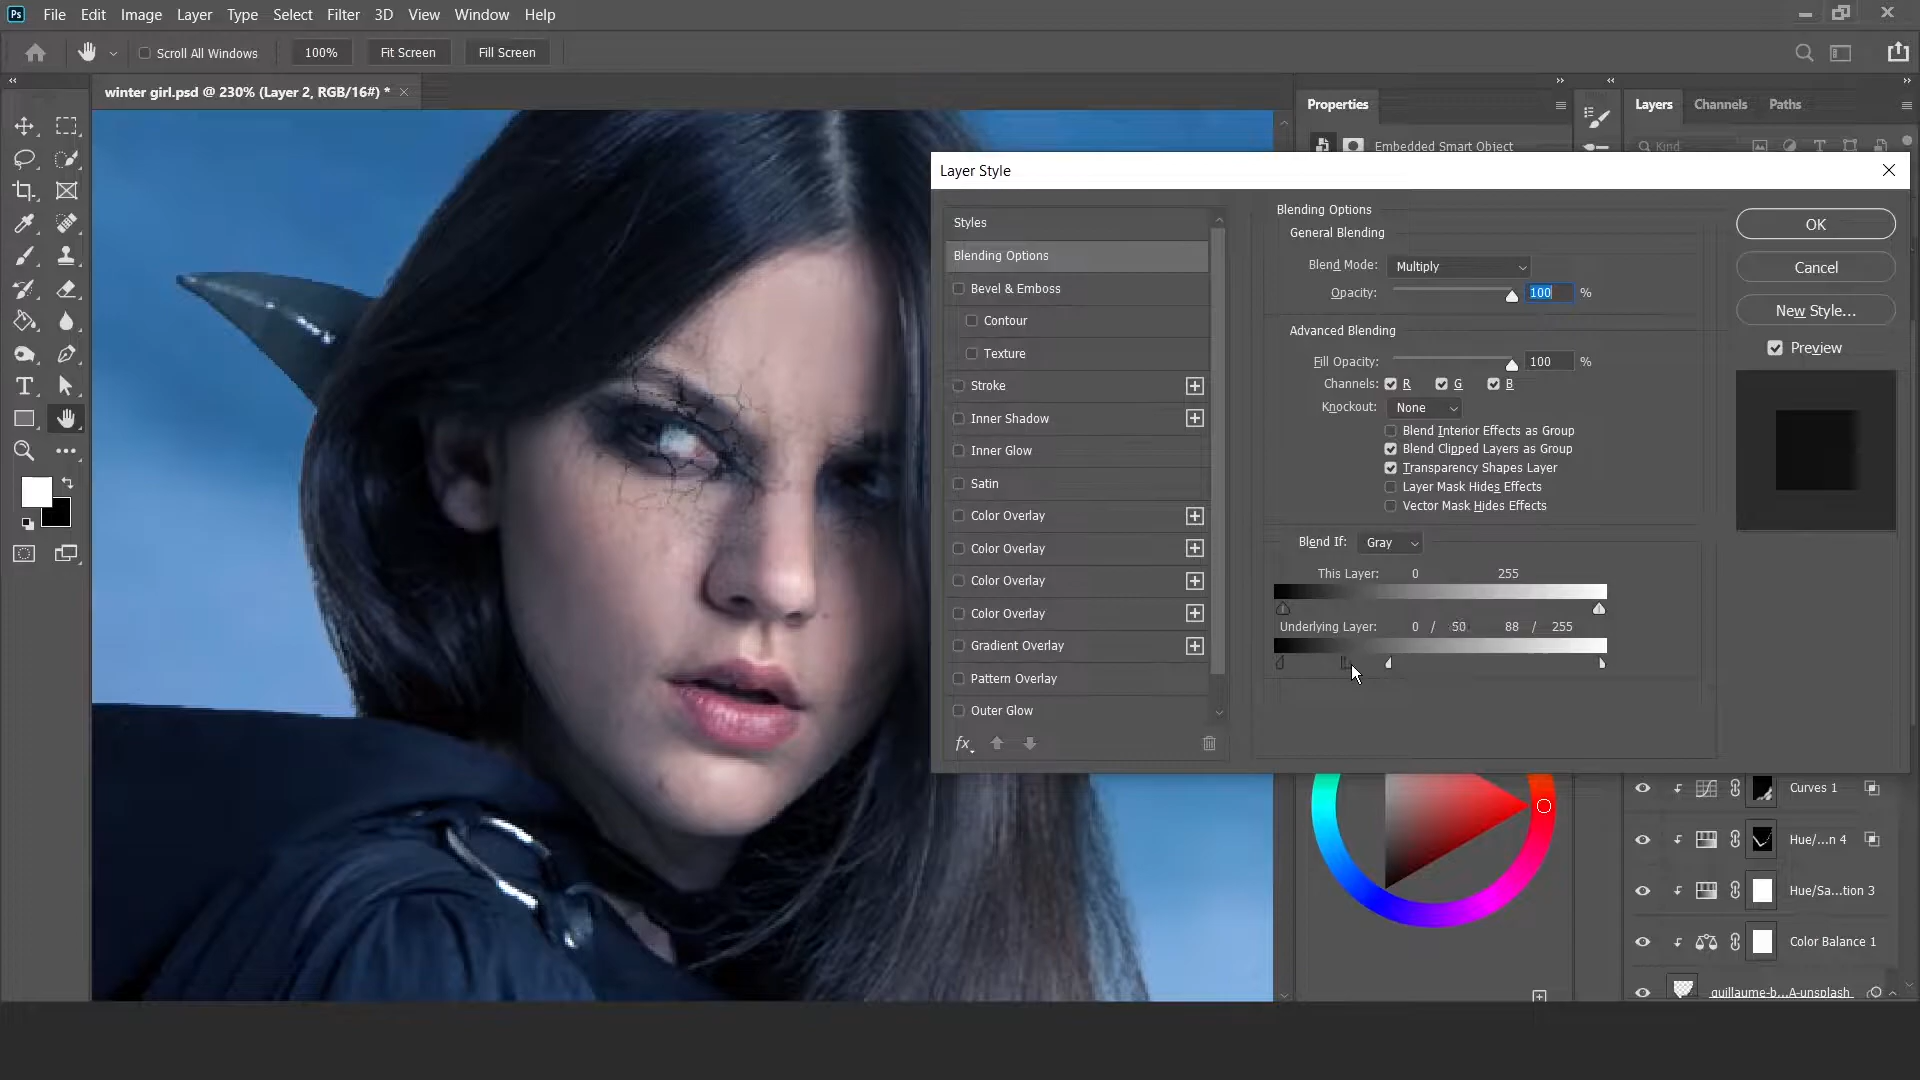 Ps File Edit Image Layer Type Select Filter 3D View Window Help
Scroll All Windows 100% Fit Screen Fill Screen
winter girl.psd @ 230% (Layer 2, RGB/16#) *
Properties
Layers Channels Paths
Embedded Smart Object
Kind
Layer Style
Styles
Blending Options
Bevel & Emboss
Contour
Texture
Stroke
Inner Shadow
Inner Glow
Satin
Color Overlay
Color Overlay
Color Overlay
Color Overlay
Gradient Overlay
Pattern Overlay
Outer Glow
fx
Blending Options
General Blending
Blend Mode: Multiply
Opacity: 100 %
Advanced Blending
Fill Opacity: 100 %
Channels: R G B
Knockout: None
Blend Interior Effects as Group
Blend Clipped Layers as Group
Transparency Shapes Layer
Layer Mask Hides Effects
Vector Mask Hides Effects
Blend If: Gray
This Layer: 0 255
Underlying Layer: 0 / 50 88 / 255
OK
Cancel
New Style...
Preview
Curves 1
Hue/...n 4
Hue/Sa...tion 3
Color Balance 1
guillaume-b...A-unsplash